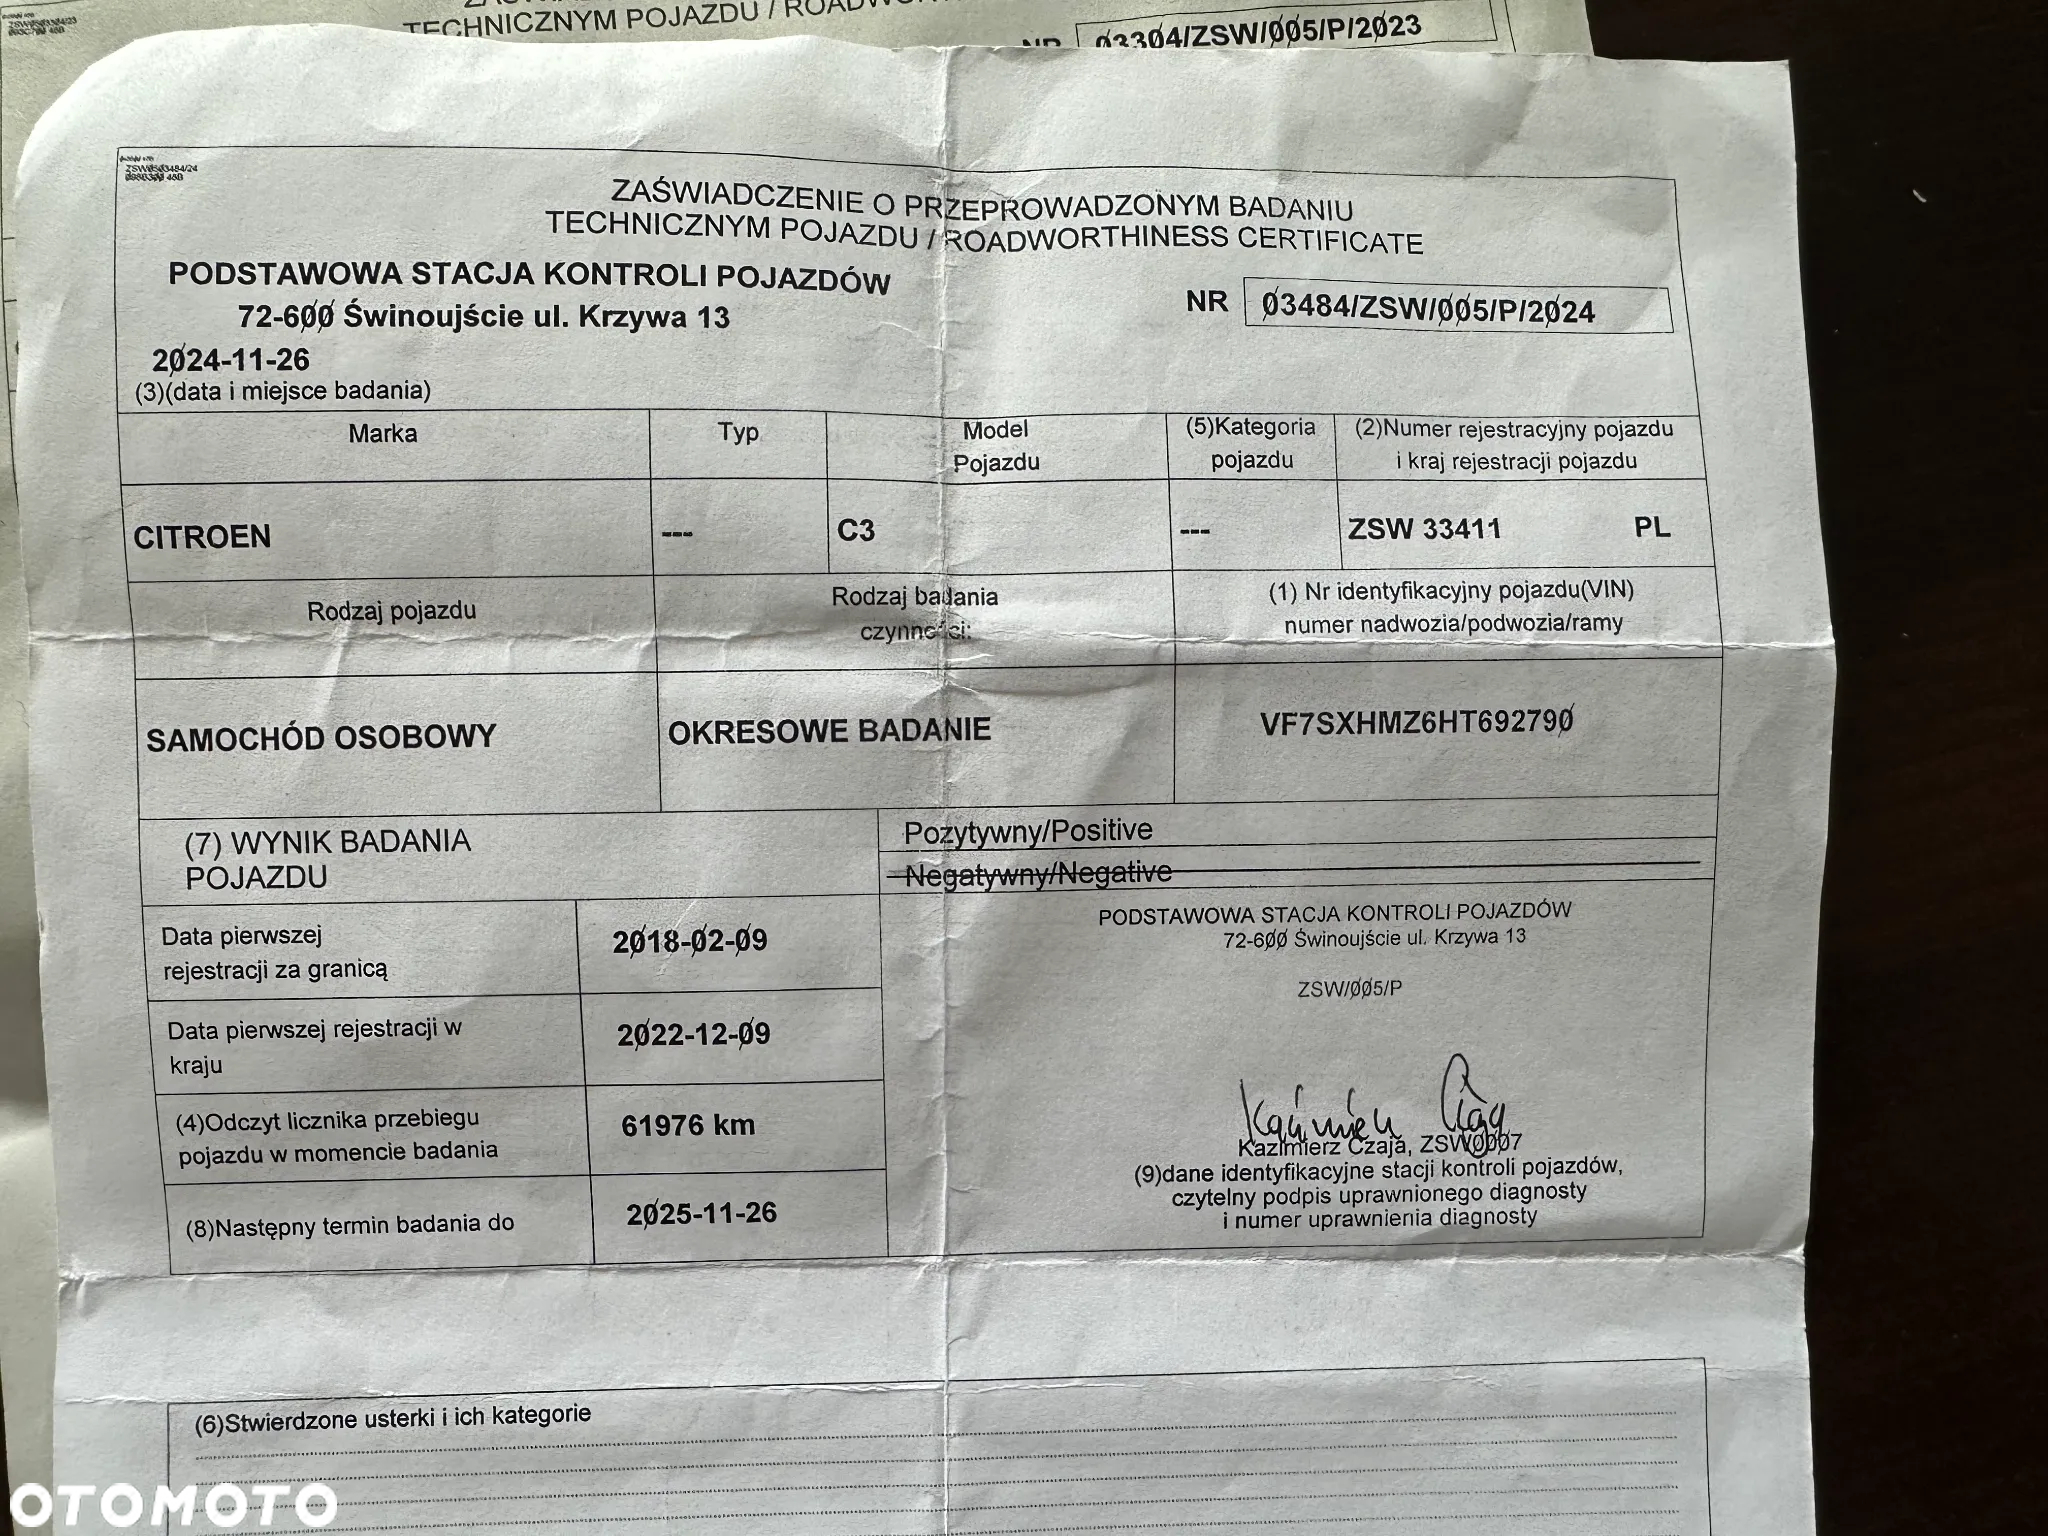 TECHNICZNYM POJAZDU /
NR 03304/ZSW/005/P/2023
ZAŚWIADCZENIE O PRZEPROWADZONYM BADANIU
TECHNICZNYM POJAZDU / ROADWORTHINESS CERTIFICATE
PODSTAWOWA STACJA KONTROLI POJAZDÓW
72-600 Świnoujście ul. Krzywa 13
NR 03484/ZSW/005/P/2024
2024-11-26
(3)(data i miejsce badania)
Marka
Typ
Model
Pojazdu
(5)Kategoria
pojazdu
(2)Numer rejestracyjny pojazdu
i kraj rejestracji pojazdu
CITROEN
---
C3
---
ZSW 33411 PL
Rodzaj pojazdu
Rodzaj badania
czynności:
(1) Nr identyfikacyjny pojazdu(VIN)
numer nadwozia/podwozia/ramy
SAMOCHÓD OSOBOWY
OKRESOWE BADANIE
VF7SXHMZ6HT692790
(7) WYNIK BADANIA
POJAZDU
Pozytywny/Positive
Negatywny/Negative
Data pierwszej
rejestracji za granicą
2018-02-09
Data pierwszej rejestracji w
kraju
2022-12-09
(4)Odczyt licznika przebiegu
pojazdu w momencie badania
61976 km
(8)Następny termin badania do
2025-11-26
PODSTAWOWA STACJA KONTROLI POJAZDÓW
72-600 Świnoujście ul. Krzywa 13
ZSW/005/P
Kazimierz Czaja, ZSW0007
(9)dane identyfikacyjne stacji kontroli pojazdów,
czytelny podpis uprawnionego diagnosty
i numer uprawnienia diagnosty
(6)Stwierdzone usterki i ich kategorie
OTOMOTO